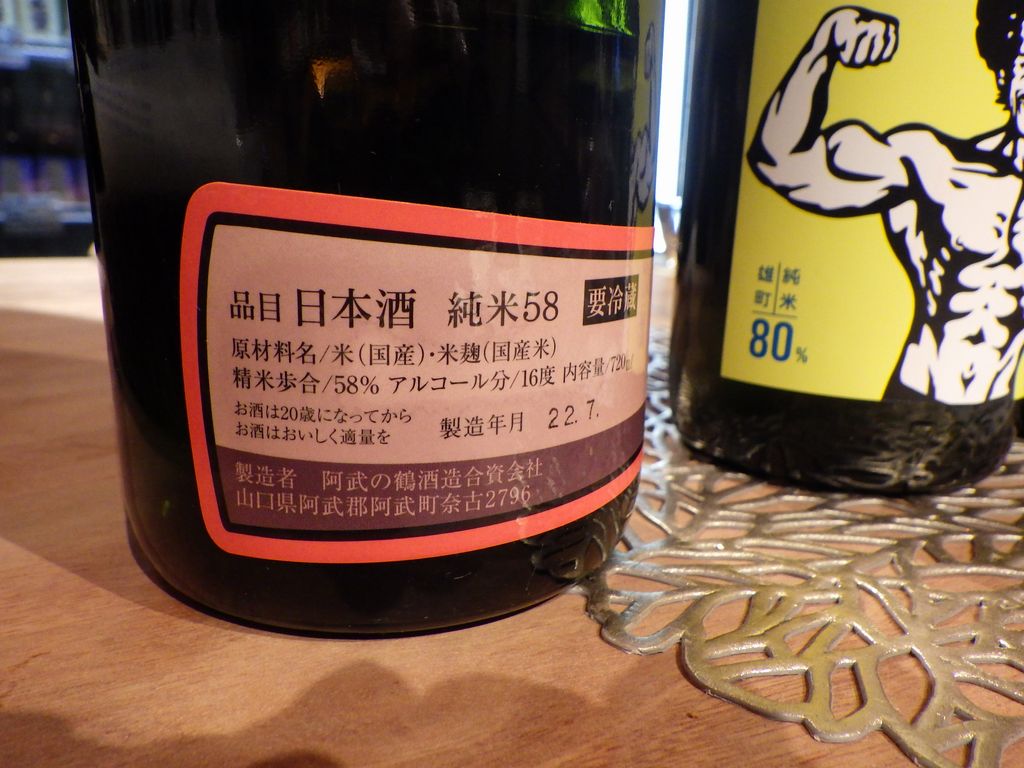 品目 日本酒 純米58 要冷蔵
原材料名/米(国産)・米麹(国産米)
精米歩合/58% アルコール分/16度 内容量/720ml
お酒は20歳になってから
お酒はおいしく適量を
製造年月 22.7.
製造者 阿武の鶴酒造合資会社
山口県阿武郡阿武町奈古2796
純米
雄町
80%